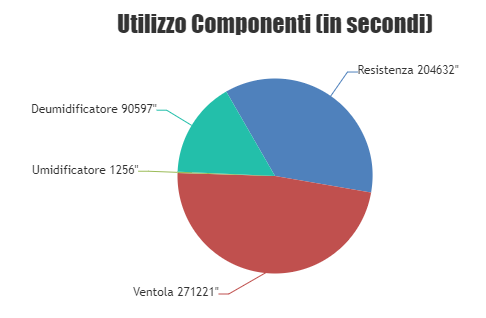 Utilizzo Componenti (in secondi)
Resistenza 204632"
Deumidificatore 90597"
Umidificatore 1256"
Ventola 271221"